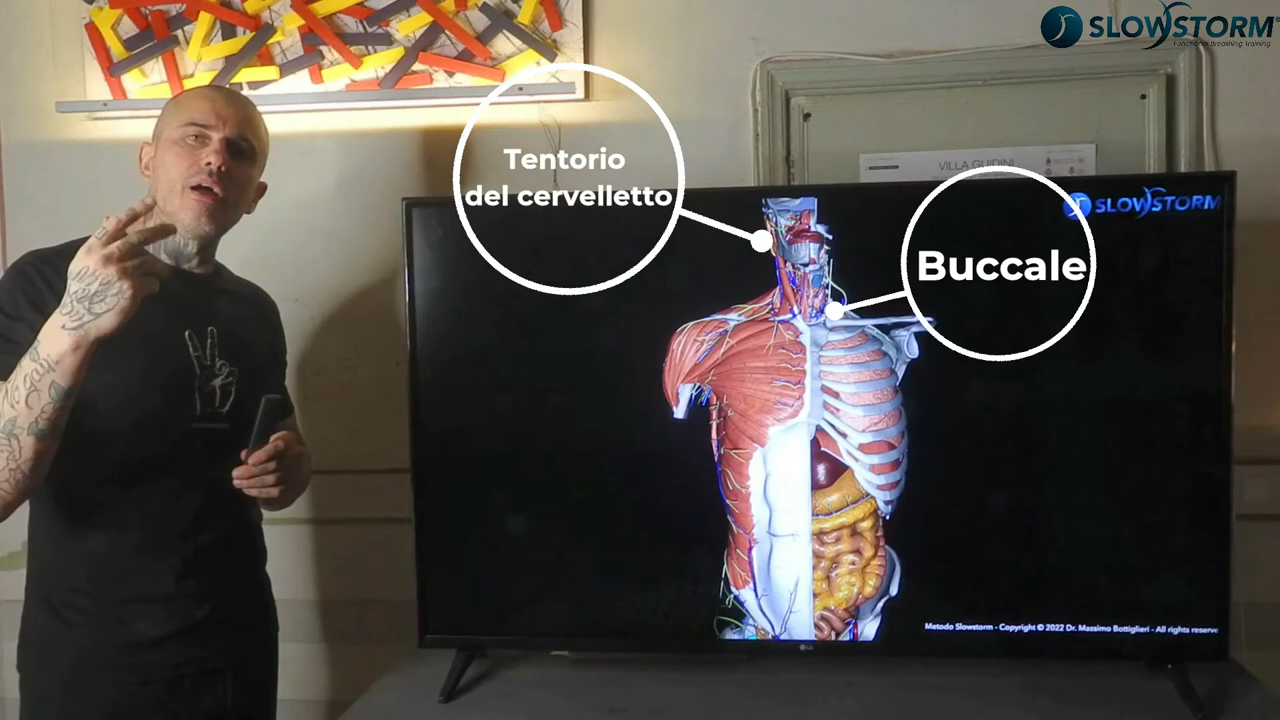 SLOWSTORM®
Functional Breathing Training
Tentorio
del cervelletto
VILLA GUIDINI
SLOWSTORM
Buccale
Metodo Slowstorm - Copyright © 2022 Dr. Massimo Bottiglieri - All rights reserve
LG